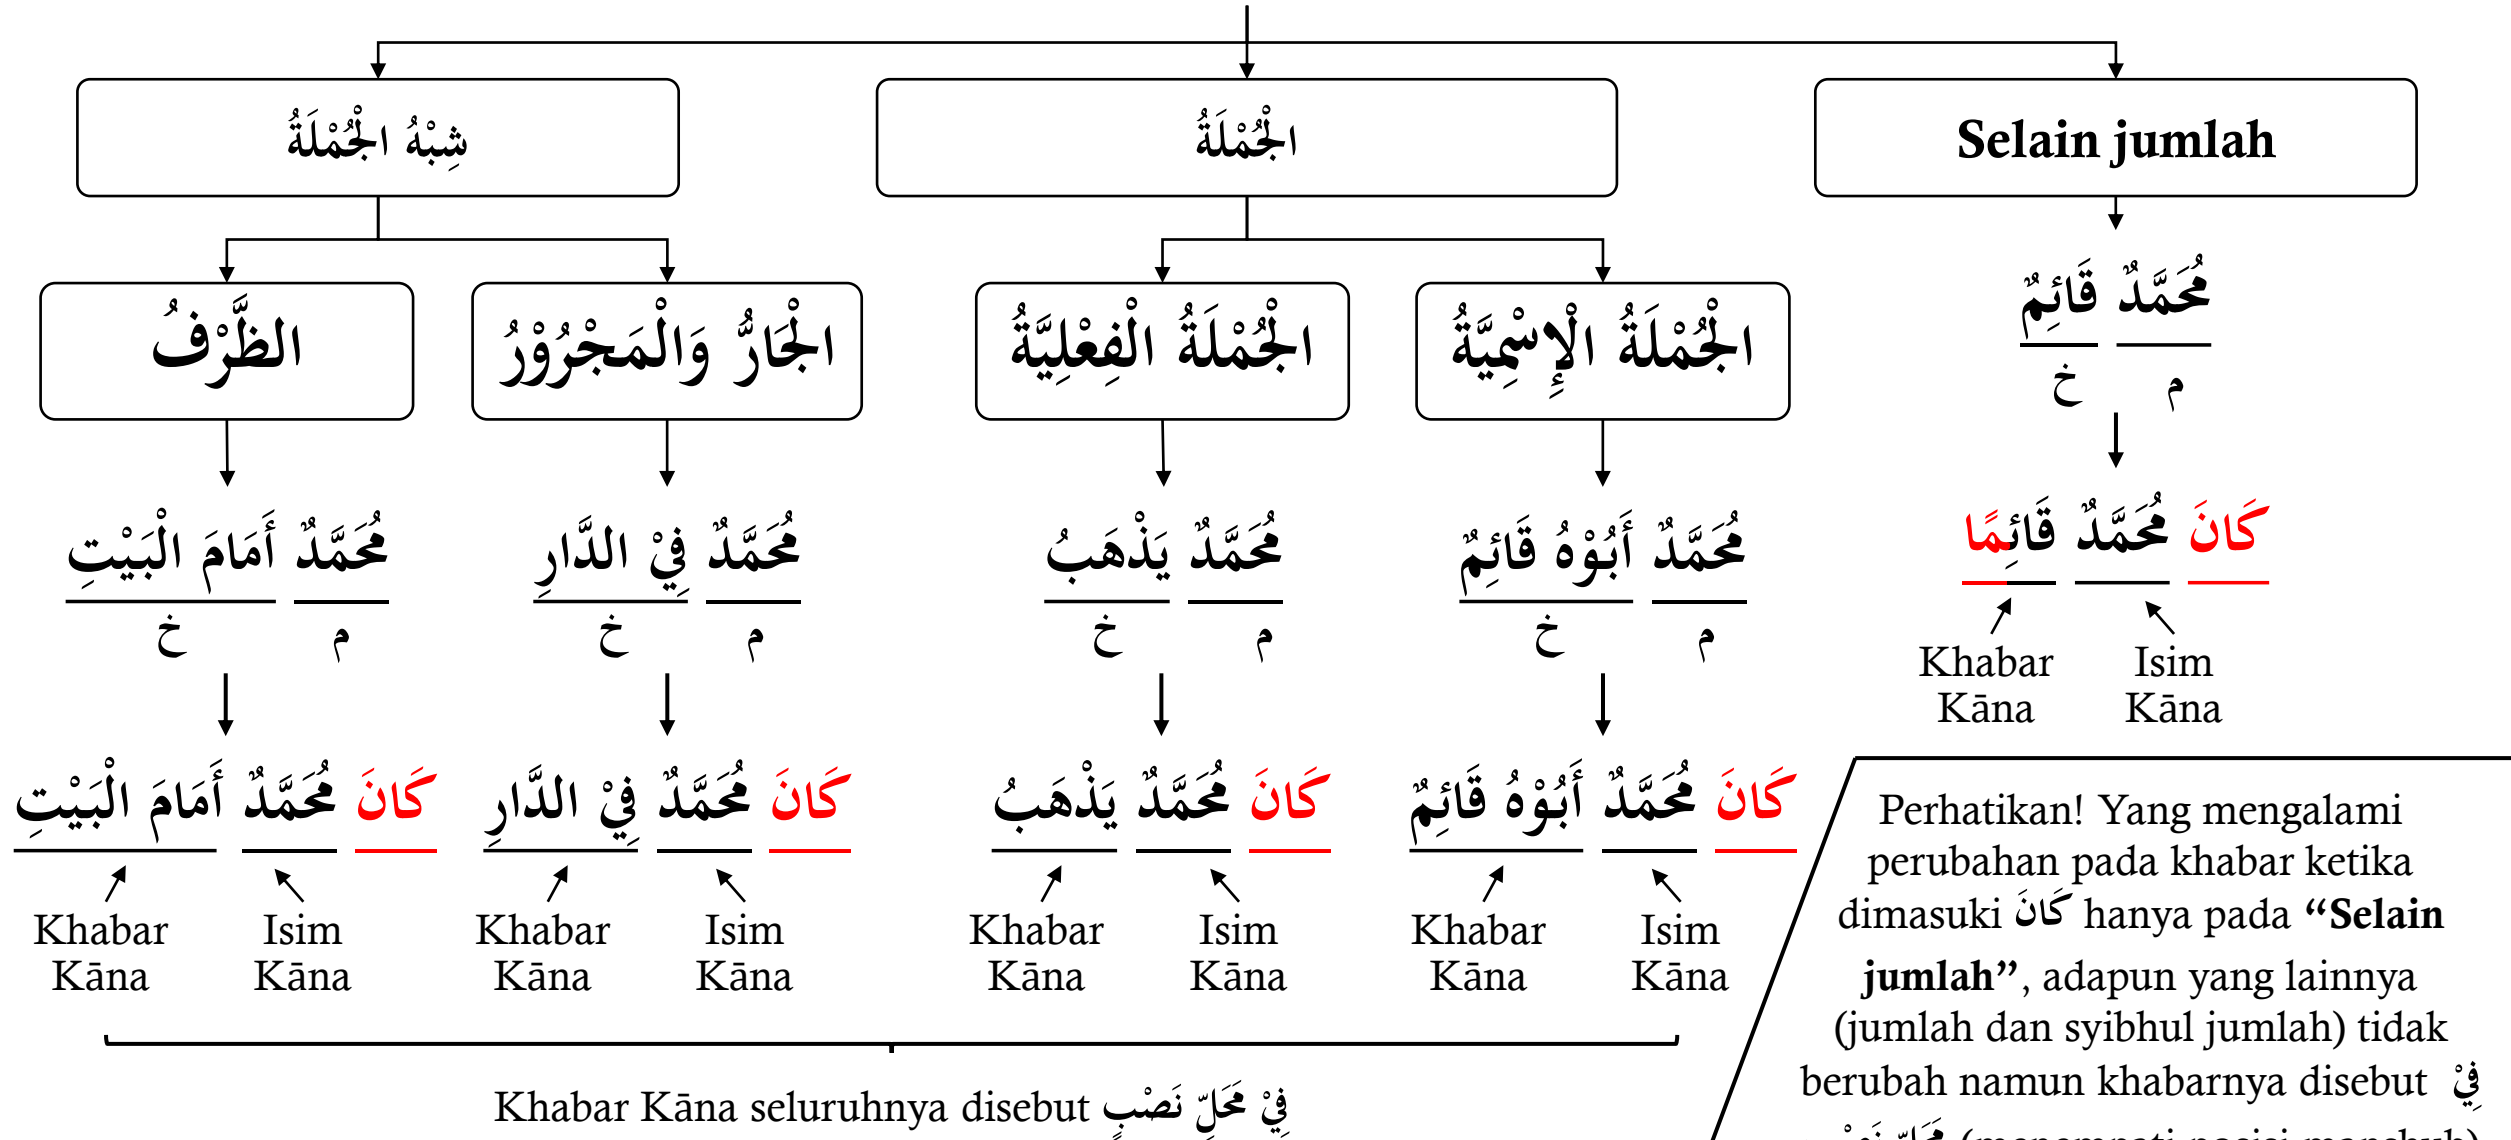 Selain jumlah
الْجُمْلَةُ
شِبْهُ الْجُمْلَةُ
مُحَمَّدٌ قَائِمٌ
م خ
كَانَ مُحَمَّدٌ قَائِمًا
Khabar Isim
Kāna Kāna
الْجُمْلَةُ الْإِسْمِيَّةُ
مُحَمَّدٌ أَبُوْهُ قَائِمٌ
م خ
كَانَ مُحَمَّدٌ أَبُوْهُ قَائِمٌ
Khabar Isim
Kāna Kāna
الْجُمْلَةُ الْفِعْلِيَّةُ
مُحَمَّدٌ يَذْهَبُ
م خ
كَانَ مُحَمَّدٌ يَذْهَبُ
Khabar Isim
Kāna Kāna
الْجَارُّ وَالْمَجْرُوْرُ
مُحَمَّدٌ فِيْ الدَّارِ
م خ
كَانَ مُحَمَّدٌ فِيْ الدَّارِ
Khabar Isim
Kāna Kāna
الظَّرْفُ
مُحَمَّدٌ أَمَامَ الْبَيْتِ
م خ
كَانَ مُحَمَّدٌ أَمَامَ الْبَيْتِ
Khabar Isim
Kāna Kāna
Khabar Kāna seluruhnya disebut فِيْ مَحَلِّ نَصْبٍ
Perhatikan! Yang mengalami
perubahan pada khabar ketika
dimasuki كَانَ hanya pada “Selain
jumlah”, adapun yang lainnya
(jumlah dan syibhul jumlah) tidak
berubah namun khabarnya disebut فِيْ
مَحَلِّ نَصْبٍ (menempati posisi manshub)